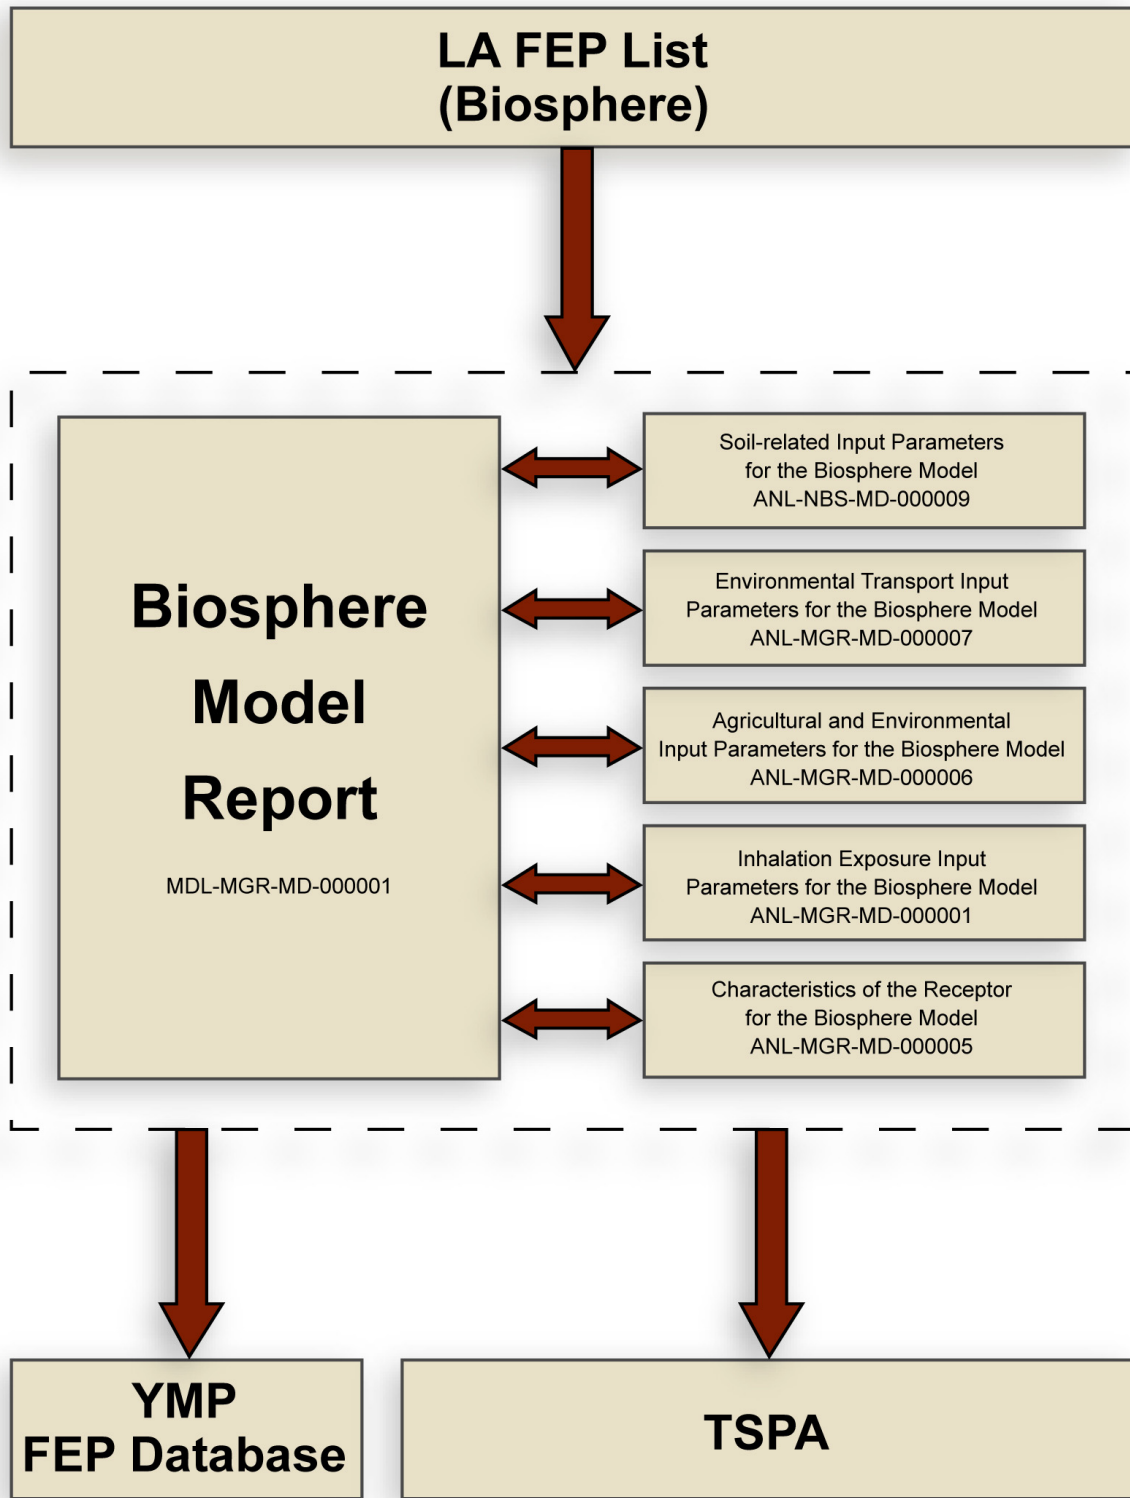 LA FEP List
(Biosphere)
Biosphere
Model
Report
MDL-MGR-MD-000001
Soil-related Input Parameters
for the Biosphere Model
ANL-NBS-MD-000009
Environmental Transport Input
Parameters for the Biosphere Model
ANL-MGR-MD-000007
Agricultural and Environmental
Input Parameters for the Biosphere Model
ANL-MGR-MD-000006
Inhalation Exposure Input
Parameters for the Biosphere Model
ANL-MGR-MD-000001
Characteristics of the Receptor
for the Biosphere Model
ANL-MGR-MD-000005
YMP
FEP Database
TSPA